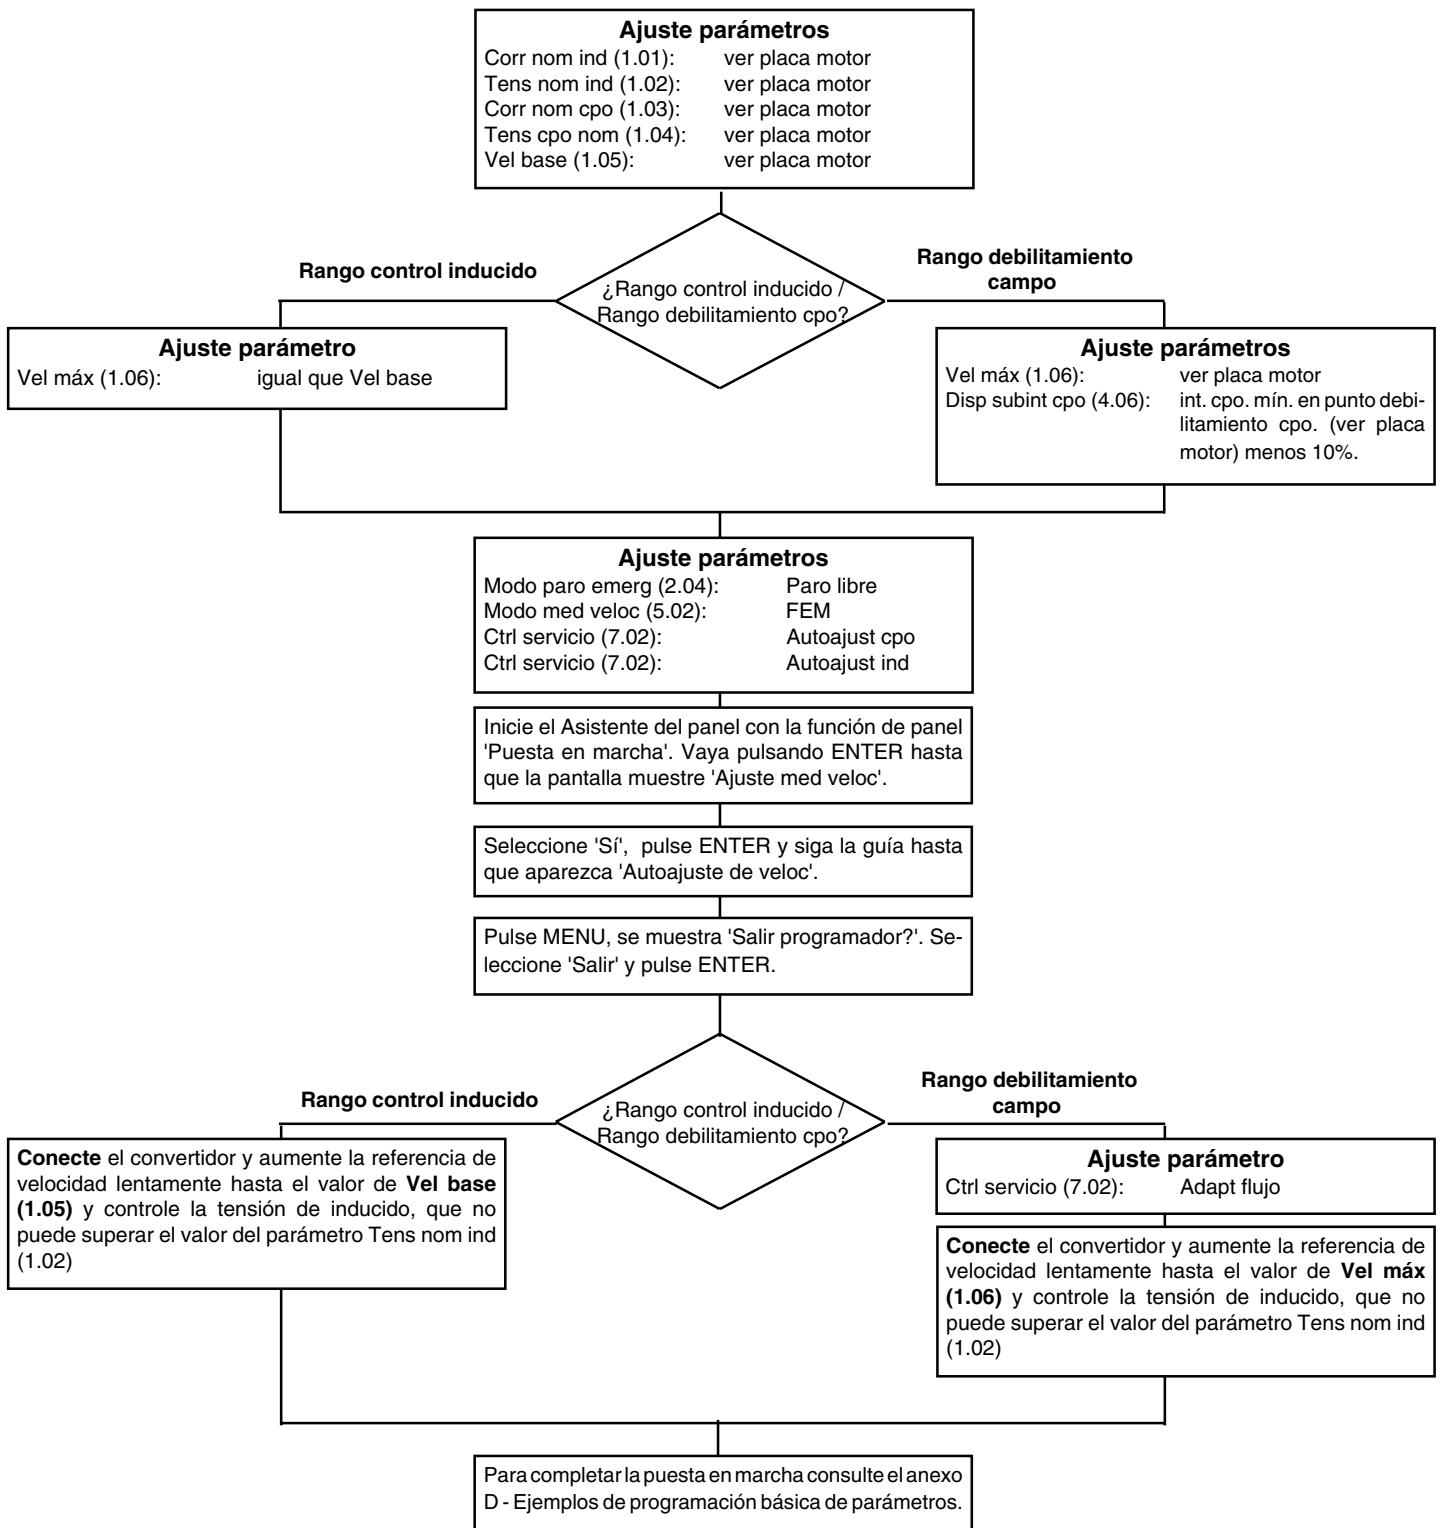 Ajuste parámetros
Corr nom ind (1.01): ver placa motor
Tens nom ind (1.02): ver placa motor
Corr nom cpo (1.03): ver placa motor
Tens cpo nom (1.04): ver placa motor
Vel base (1.05): ver placa motor
Rango control inducido
¿Rango control inducido /
Rango debilitamiento cpo?
Rango debilitamiento
campo
Ajuste parámetro
Vel máx (1.06): igual que Vel base
Ajuste parámetros
Vel máx (1.06): ver placa motor
Disp subint cpo (4.06): int. cpo. mín. en punto debi-
litamiento cpo. (ver placa
motor) menos 10%.
Ajuste parámetros
Modo paro emerg (2.04): Paro libre
Modo med veloc (5.02): FEM
Ctrl servicio (7.02): Autoajust cpo
Ctrl servicio (7.02): Autoajust ind
Inicie el Asistente del panel con la función de panel
'Puesta en marcha'. Vaya pulsando ENTER hasta
que la pantalla muestre 'Ajuste med veloc'.
Seleccione 'Sí', pulse ENTER y siga la guía hasta
que aparezca 'Autoajuste de veloc'.
Pulse MENU, se muestra 'Salir programador?'. Se-
leccione 'Salir' y pulse ENTER.
Rango control inducido
¿Rango control inducido /
Rango debilitamiento cpo?
Rango debilitamiento
campo
Conecte el convertidor y aumente la referencia de
velocidad lentamente hasta el valor de Vel base
(1.05) y controle la tensión de inducido, que no
puede superar el valor del parámetro Tens nom ind
(1.02)
Ajuste parámetro
Ctrl servicio (7.02): Adapt flujo
Conecte el convertidor y aumente la referencia de
velocidad lentamente hasta el valor de Vel máx
(1.06) y controle la tensión de inducido, que no
puede superar el valor del parámetro Tens nom ind
(1.02)
Para completar la puesta en marcha consulte el anexo
D - Ejemplos de programación básica de parámetros.